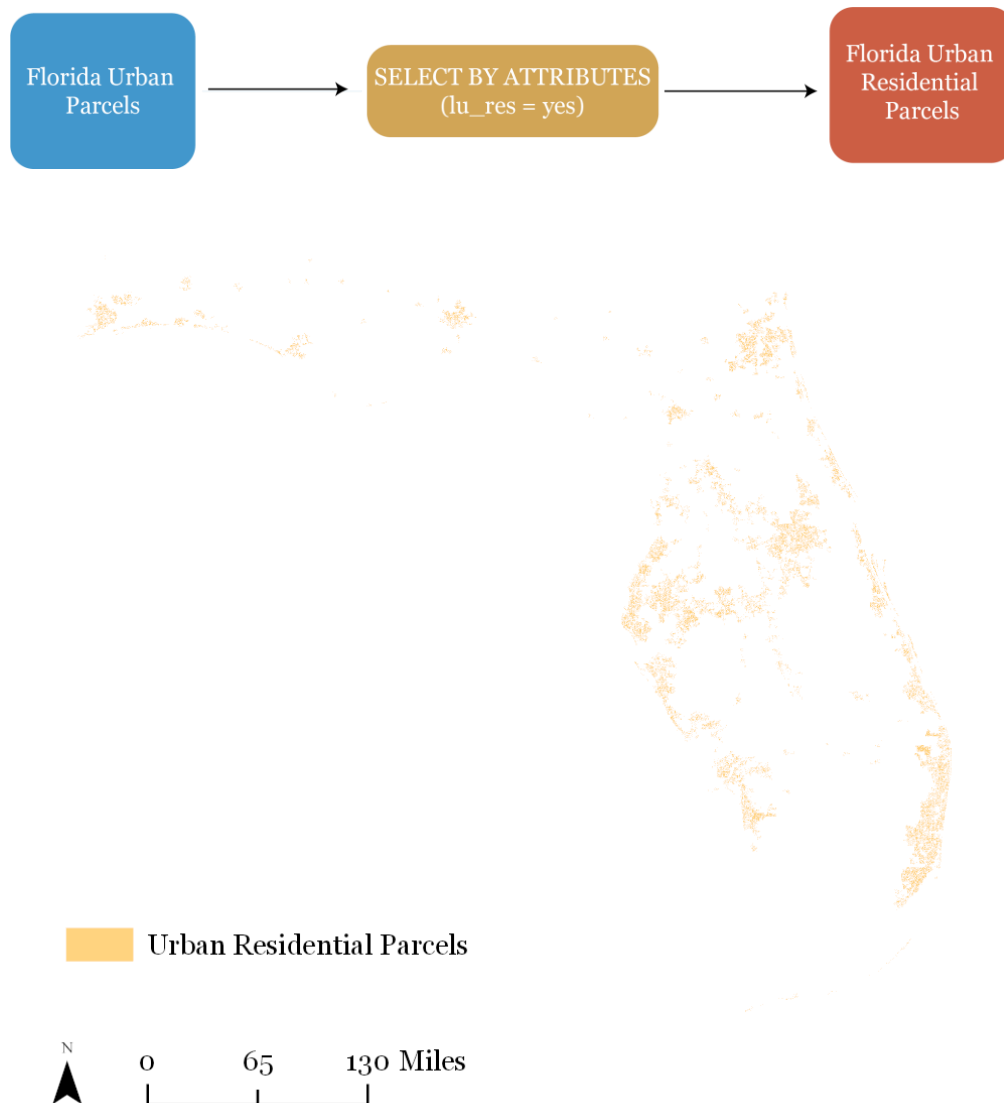 Florida Urban
Parcels
SELECT BY ATTRIBUTES
(lu_res = yes)
Florida Urban
Residential
Parcels
Urban Residential Parcels
N
0 65 130 Miles